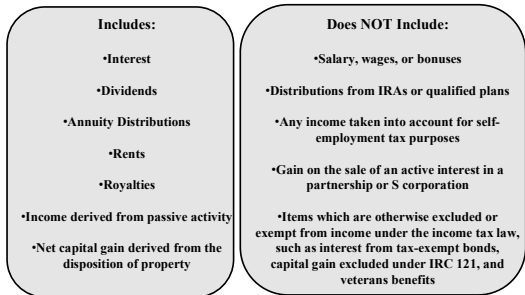 Includes:
•Interest
•Dividends
•Annuity Distributions
•Rents
•Royalties
•Income derived from passive activity
•Net capital gain derived from the
disposition of property
Does NOT Include:
•Salary, wages, or bonuses
•Distributions from IRAs or qualified plans
•Any income taken into account for self-
employment tax purposes
•Gain on the sale of an active interest in a
partnership or S corporation
•Items which are otherwise excluded or
exempt from income under the income tax law,
such as interest from tax-exempt bonds,
capital gain excluded under IRC 121, and
veterans benefits